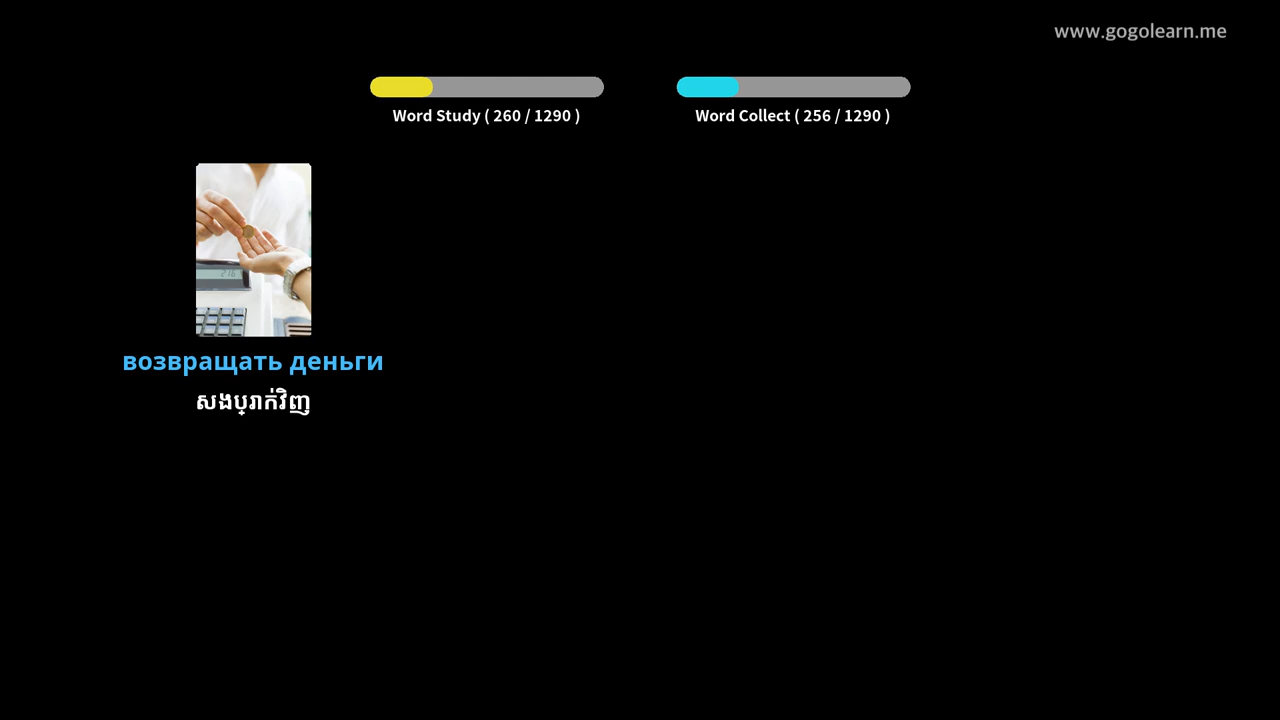 www.gogolearn.me
Word Study ( 260 / 1290 )
Word Collect ( 256 / 1290 )
возвращать деньги
សងប្រាក់វិញ